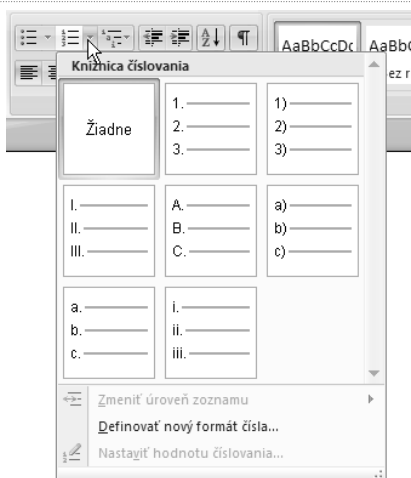 AaBbCcDc AaBbC
ez r
Knižnica číslovania
Žiadne
1.
2.
3.
1)
2)
3)
I.
II.
III.
A.
B.
C.
a)
b)
c)
a.
b.
c.
i.
ii.
iii.
Zmeniť úroveň zoznamu
Definovať nový formát čísla...
Nastaviť hodnotu číslovania...